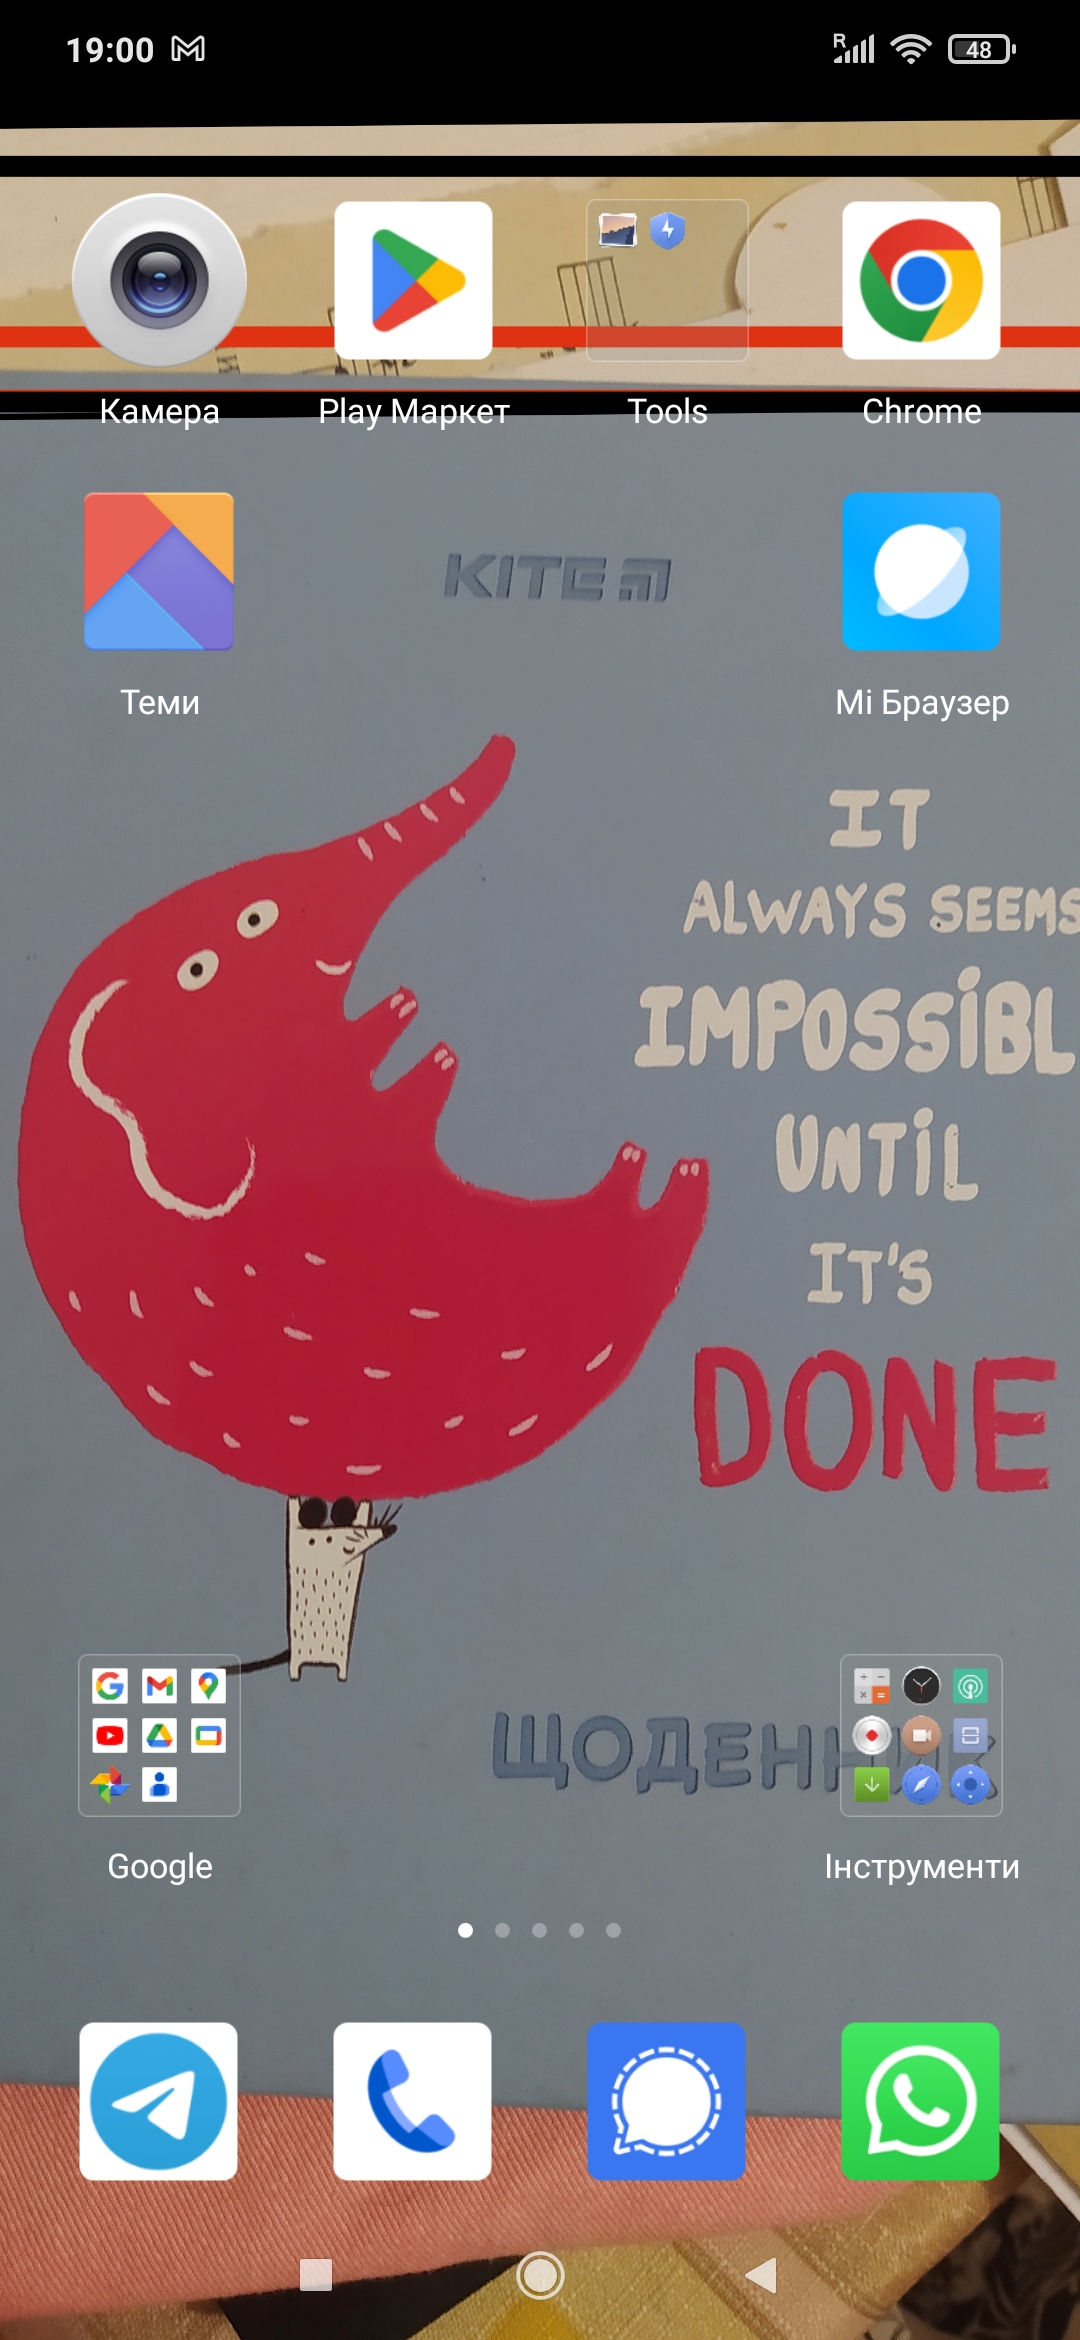 19:00
R
48
Камера
Play Маркет
Tools
Chrome
KITE
Теми
Mi Браузер
IT
ALWAYS SEEMS
IMPOSSIBL
UNTIL
IT'S
DONE
ЩОДЕННИК
Google
Інструменти